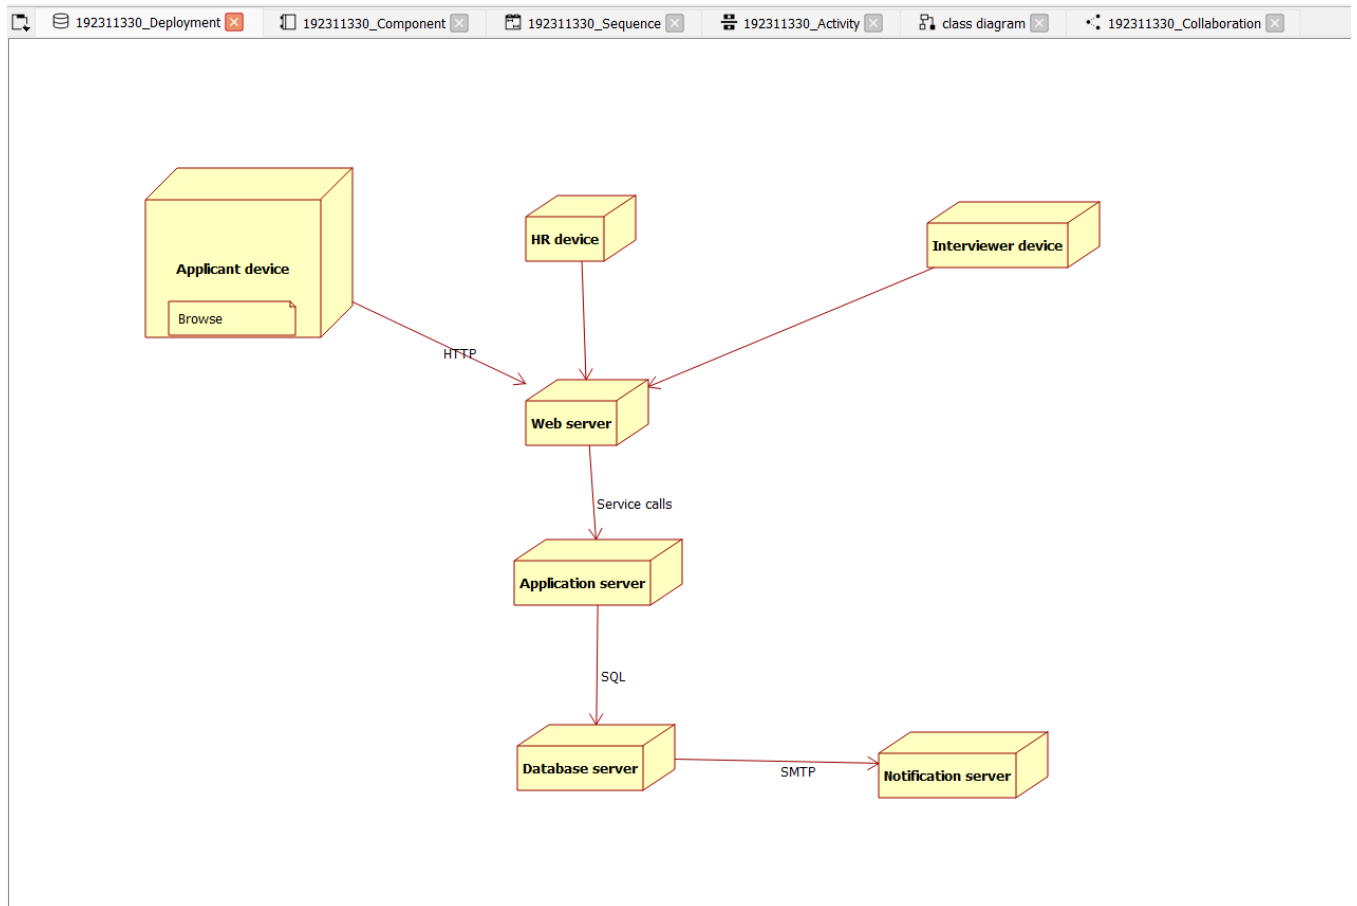 192311330_Deployment
192311330_Component
192311330_Sequence
192311330_Activity
class diagram
192311330_Collaboration
Applicant device
Browse
HR device
Interviewer device
HTTP
Web server
Service calls
Application server
SQL
Database server
SMTP
Notification server